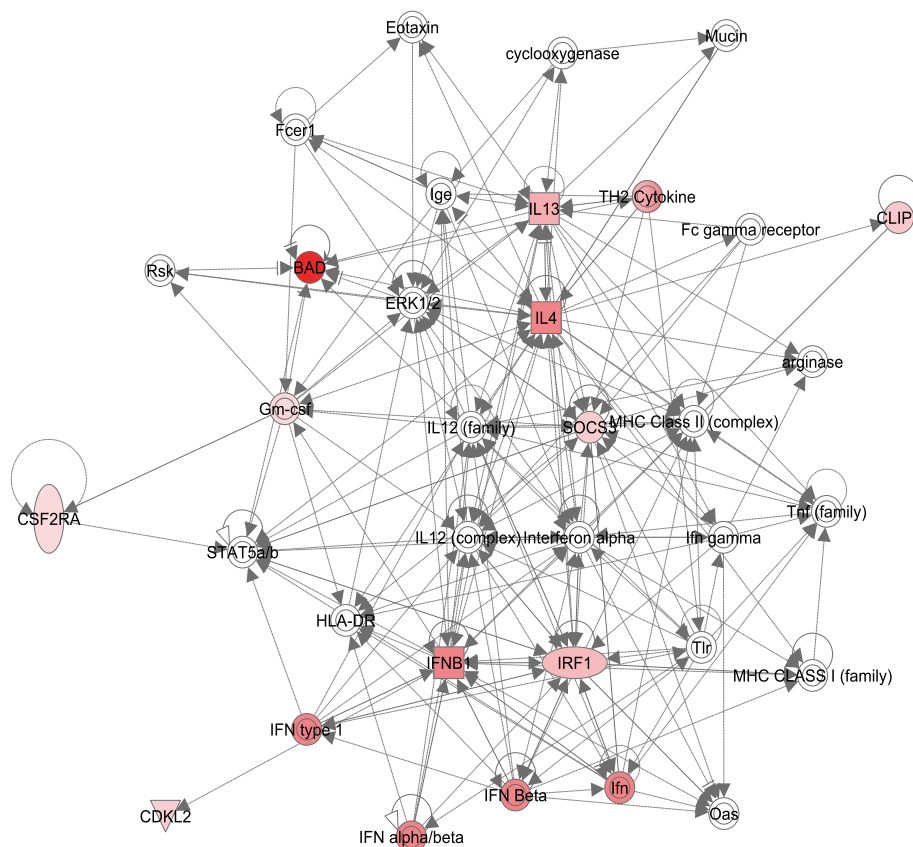 Eotaxin
Mucin
cyclooxygenase
Fcer1
Ige
TH2 Cytokine
IL13
CLIP
Fc gamma receptor
BAD
Rsk
ERK1/2
IL4
arginase
Gm-csf
IL12 (family)
SOCS3
MHC Class II (complex)
CSF2RA
Tnf (family)
STAT5a/b
IL12 (complex)
Interferon alpha
Ifn gamma
HLA-DR
Tlr
IFNB1
IRF1
MHC CLASS I (family)
IFN type 1
Ifn
IFN Beta
CDKL2
Oas
IFN alpha/beta